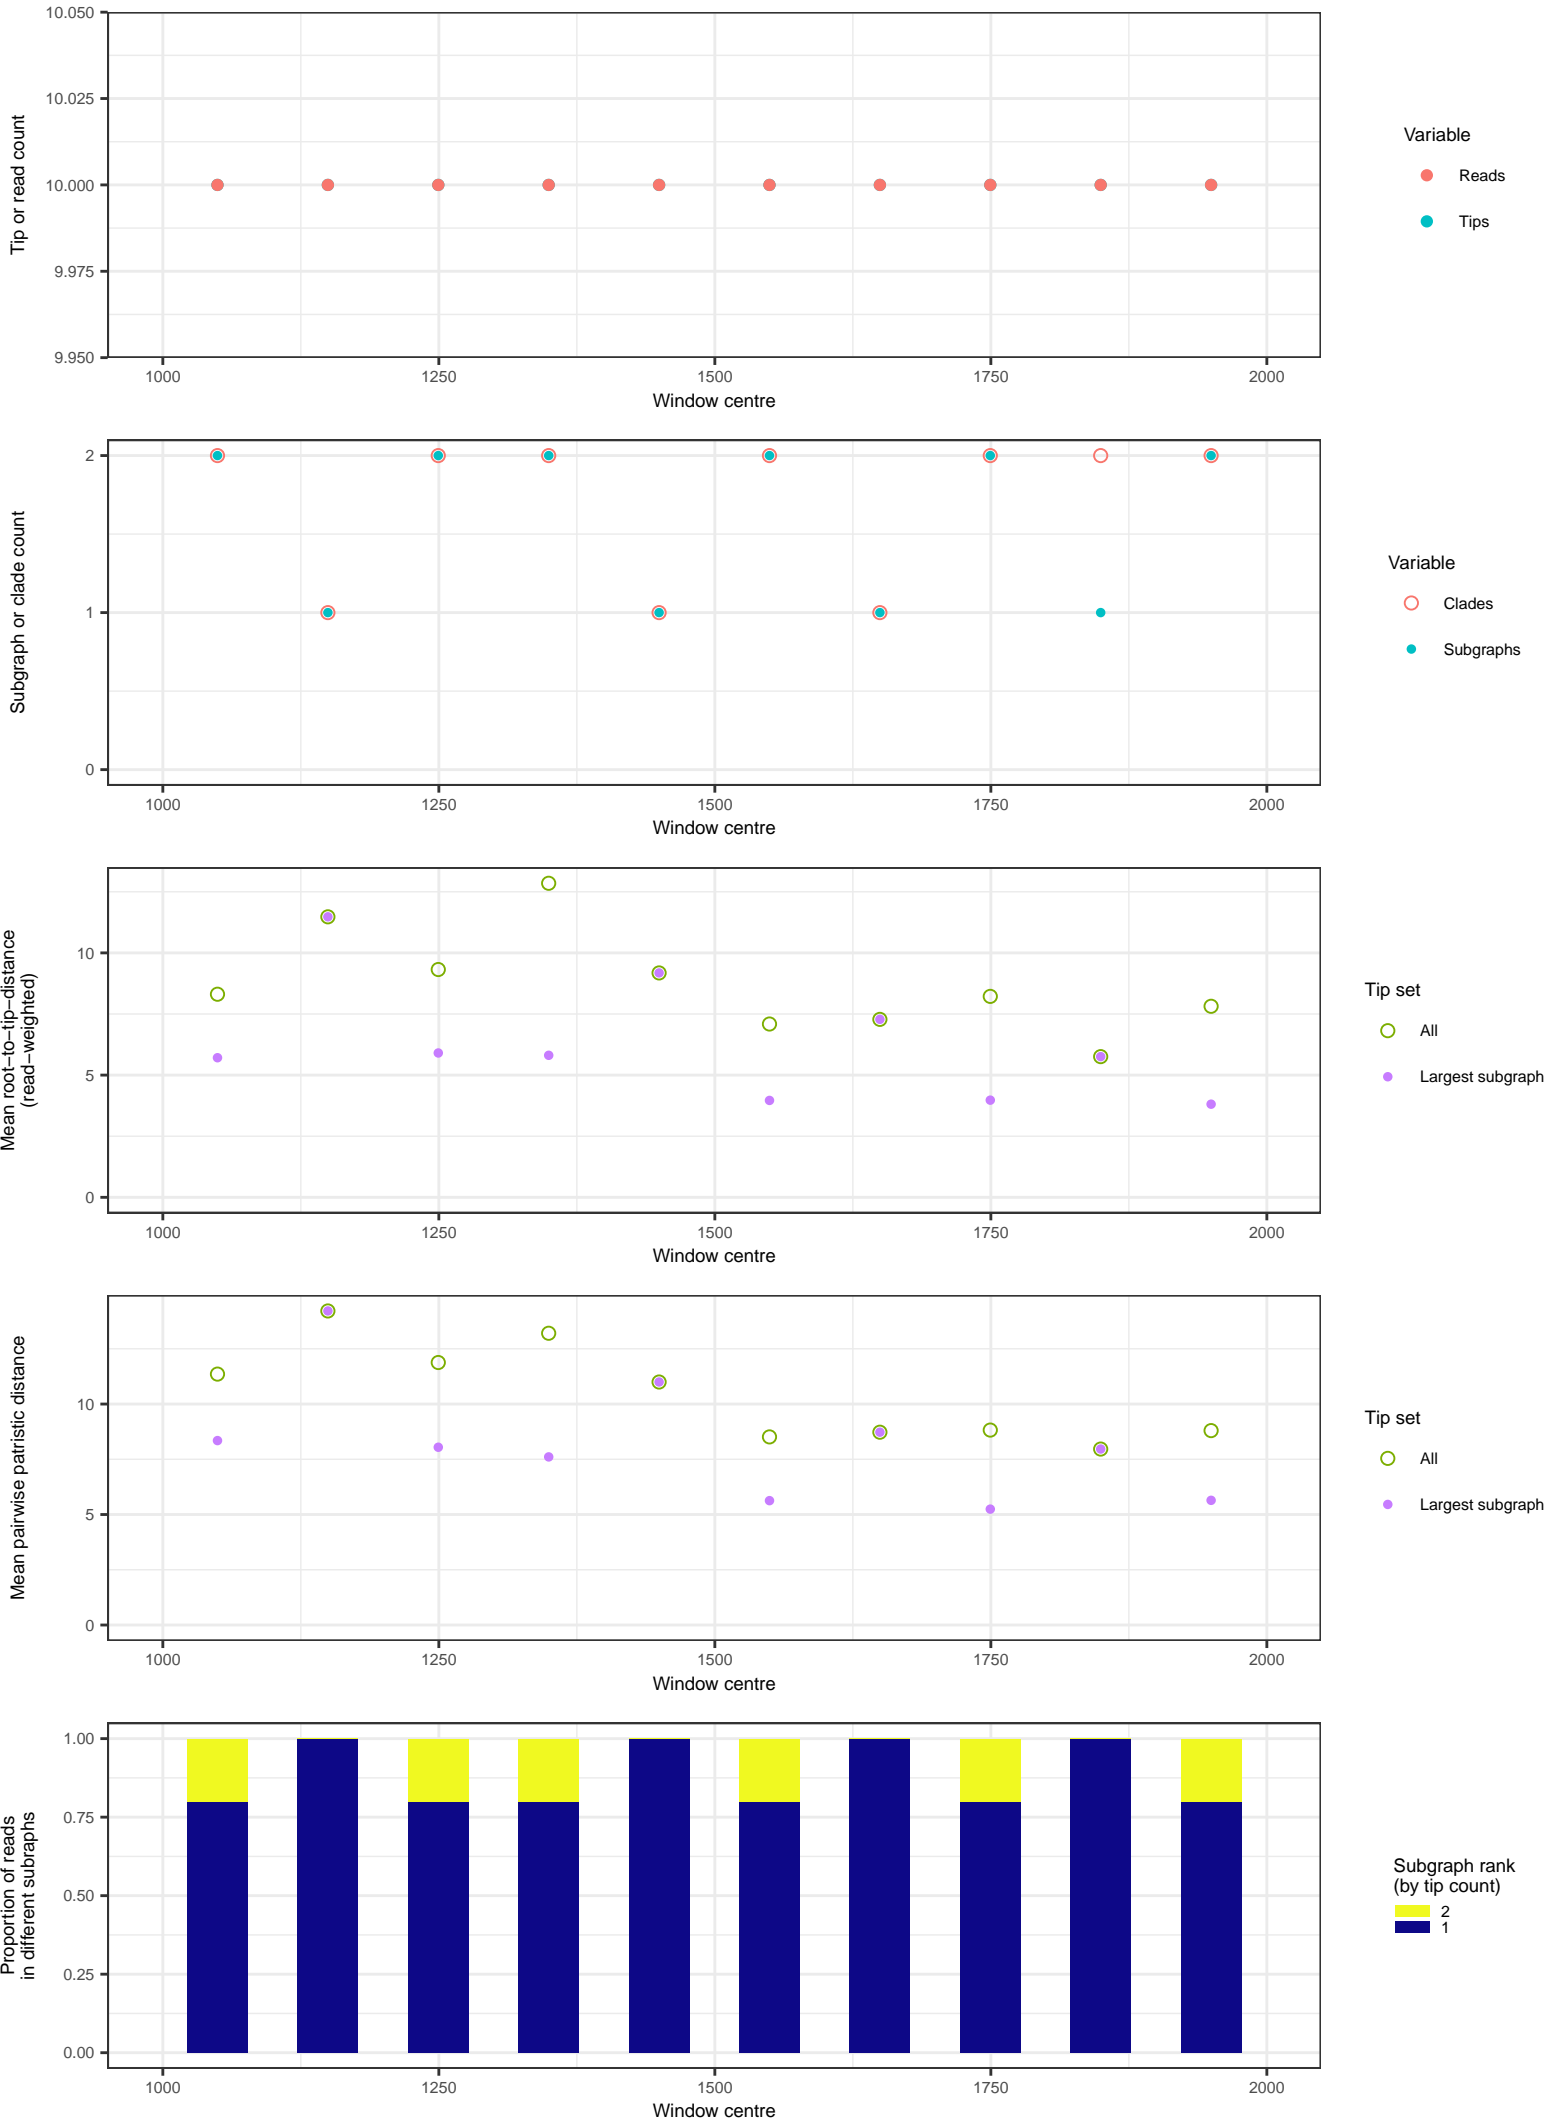 10.050
10.025
10.000
9.975
9.950
Tip or read count
1000 1250 1500 1750 2000
Window centre
Variable
Reads
Tips
2
1
0
Subgraph or clade count
1000 1250 1500 1750 2000
Window centre
Variable
Clades
Subgraphs
10
5
0
Mean root−to−tip−distance
(read−weighted)
1000 1250 1500 1750 2000
Window centre
Tip set
All
Largest subgraph
10
5
0
Mean pairwise patristic distance
1000 1250 1500 1750 2000
Window centre
Tip set
All
Largest subgraph
1.00
0.75
0.50
0.25
0.00
Proportion of reads
in different subraphs
1000 1250 1500 1750 2000
Window centre
Subgraph rank
(by tip count)
2
1